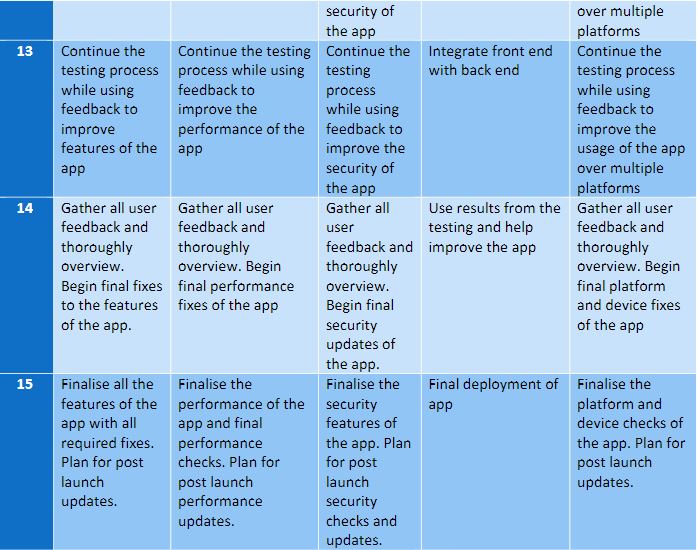 security of
the app
over multiple
platforms
13
Continue the
testing process
while using
feedback to
improve
features of the
app
Continue the testing
process while using
feedback to
improve the
performance of the
app
Continue the
testing
process
while using
feedback to
improve the
security of
the app
Integrate front end
with back end
Continue the
testing process
while using
feedback to
improve the
usage of the app
over multiple
platforms
14
Gather all user
feedback and
thoroughly
overview.
Begin final fixes
to the features
of the app.
Gather all user
feedback and
thoroughly
overview. Begin
final performance
fixes of the app
Gather all
user
feedback and
thoroughly
overview.
Begin final
security
updates of
the app.
Use results from the
testing and help
improve the app
Gather all user
feedback and
thoroughly
overview. Begin
final platform
and device fixes
of the app
15
Finalise all the
features of the
app with all
required fixes.
Plan for post
launch
updates.
Finalise the
performance of the
app and final
performance
checks. Plan for
post launch
performance
updates.
Finalise the
security
features of
the app. Plan
for post
launch
security
checks and
updates.
Final deployment of
app
Finalise the
platform and
device checks of
the app. Plan for
post launch
updates.